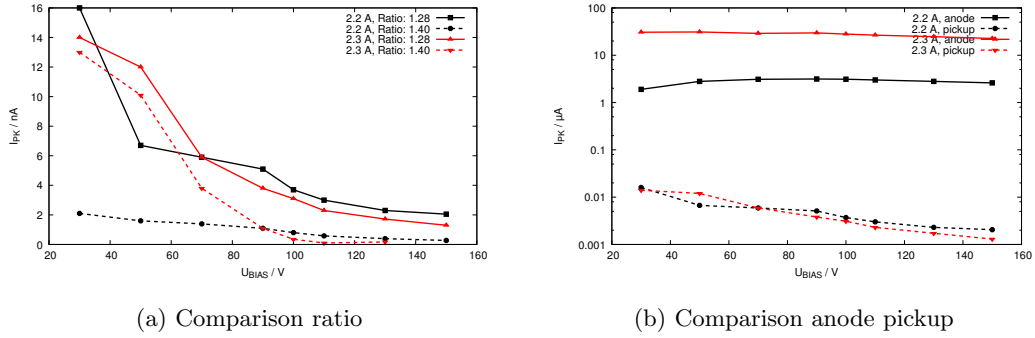 16
14
12
10
8
6
4
2
0
20 40 60 80 100 120 140 160
I_PK / nA
U_BIAS / V
2.2 A, Ratio: 1.28
2.2 A, Ratio: 1.40
2.3 A, Ratio: 1.28
2.3 A, Ratio: 1.40
(a) Comparison ratio
100
10
1
0.1
0.01
0.001
20 40 60 80 100 120 140 160
I_PK / µA
U_BIAS / V
2.2 A, anode
2.2 A, pickup
2.3 A, anode
2.3 A, pickup
(b) Comparison anode pickup